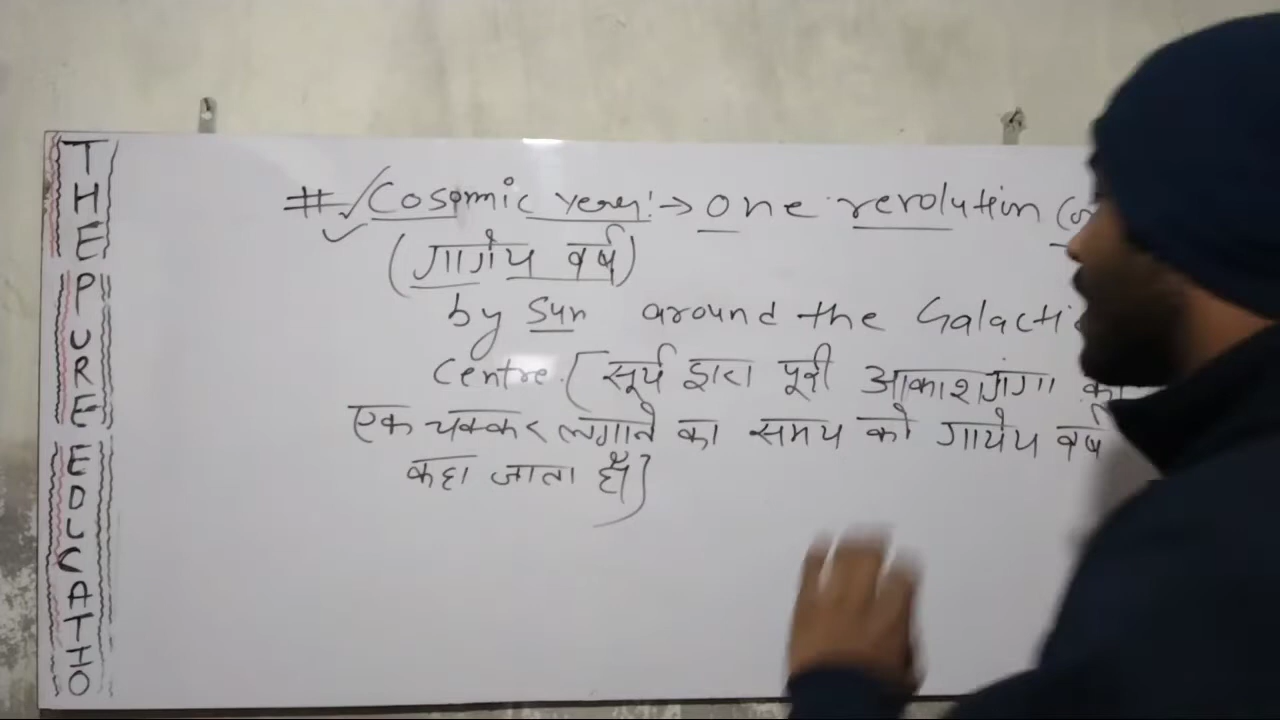 THE PURE EDUCATIO
# ✓ Cosomic year:→ one revolution
(गांगेय वर्ष)
by Sun around the Galacti
Centre. (सूर्य द्वारा पूरी आकाशगंगा का
एक चक्कर लगाने का समय को गायेय वर्ष
कहा जाता है)